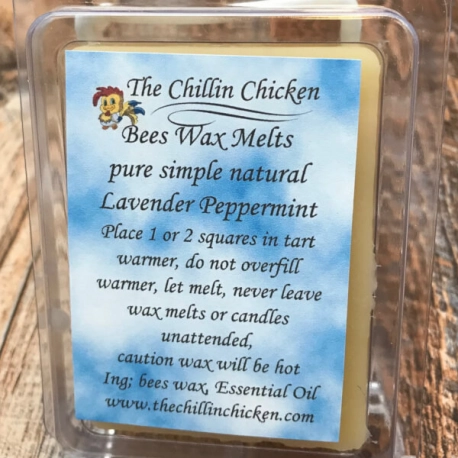 The Chillin Chicken
Bees Wax Melts
pure simple natural
Lavender Peppermint
Place 1 or 2 squares in tart
warmer, do not overfill
warmer, let melt, never leave
wax melts or candles
unattended,
caution wax will be hot
Ing; bees wax, Essential Oil
www.thechillinchicken.com